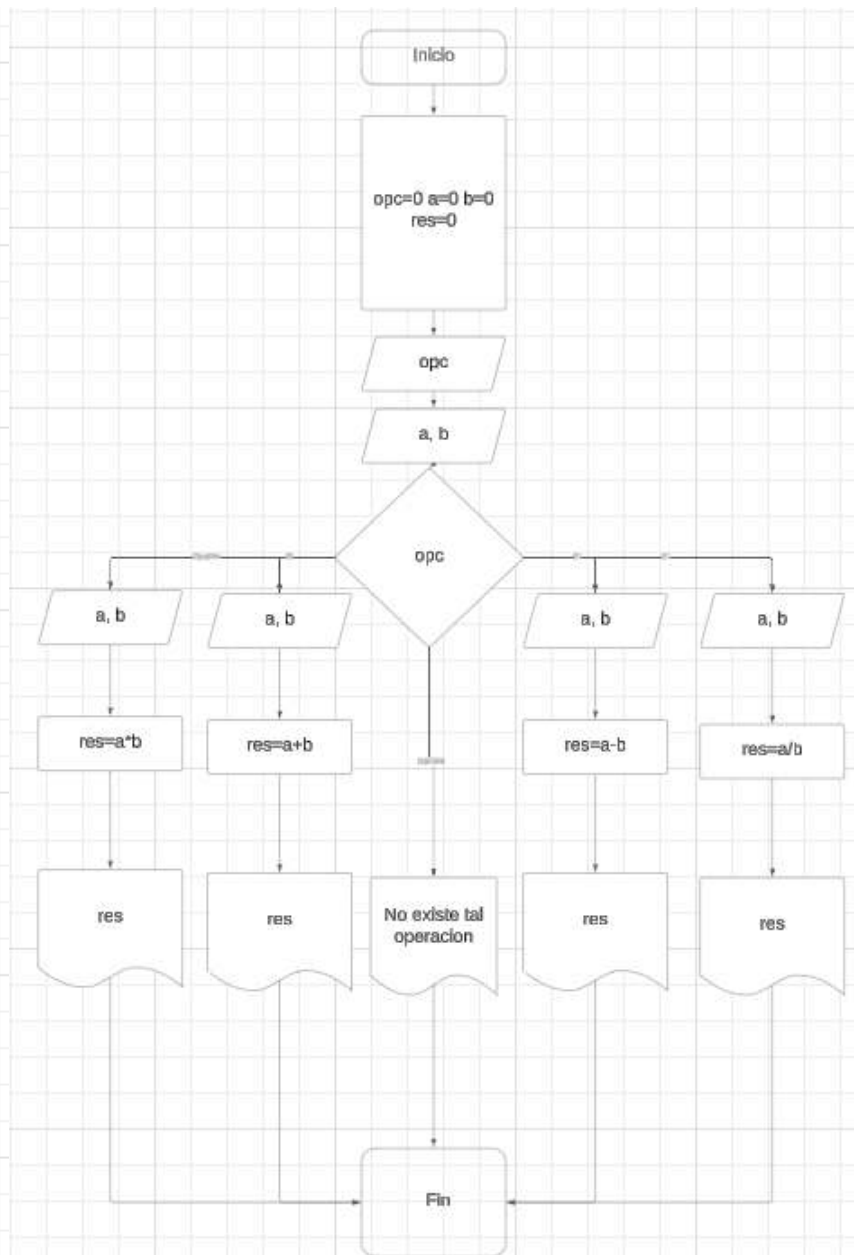 Inicio
opc=0 a=0 b=0
res=0
opc
a, b
opc
a, b
a, b
a, b
a, b
res=a*b
res=a+b
res=a-b
res=a/b
res
res
No existe tal
operacion
res
res
Fin